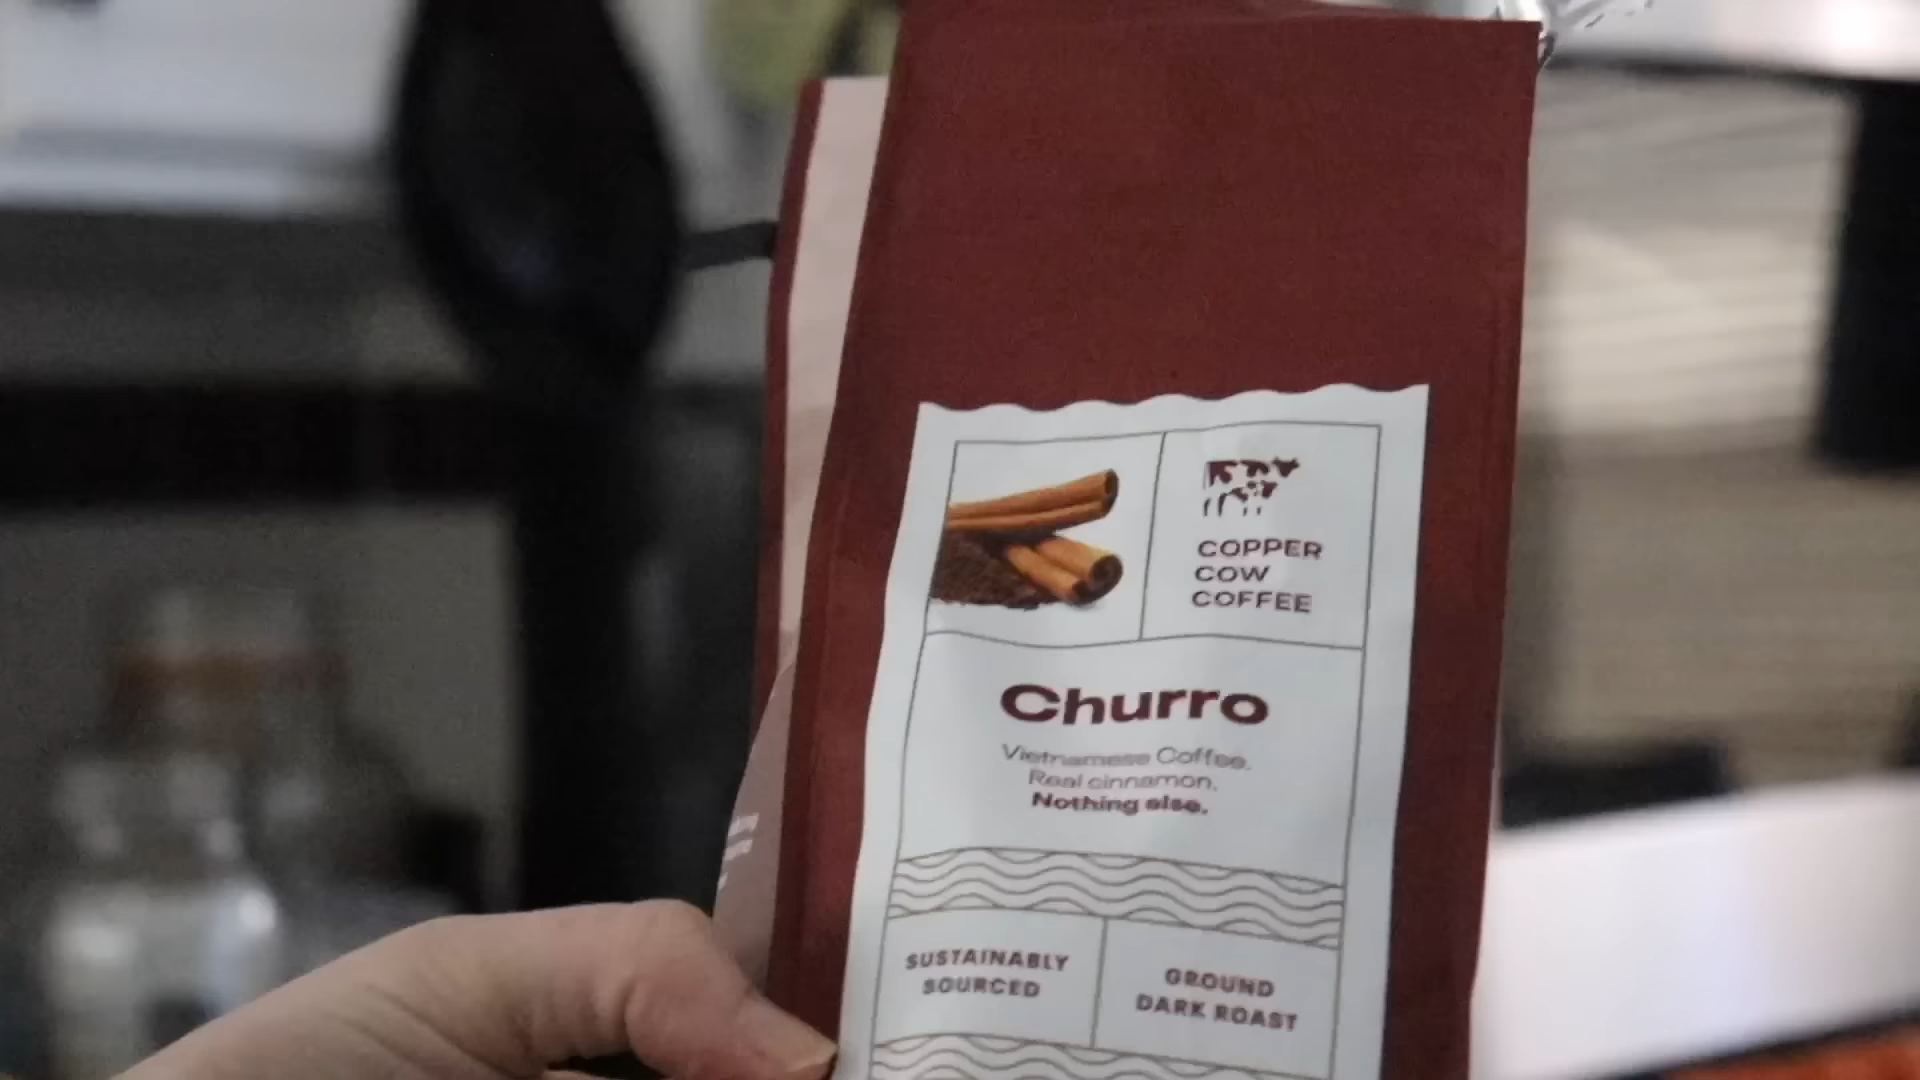 COPPER
COW
COFFEE
Churro
Vietnamese Coffee.
Real cinnamon.
Nothing else.
SUSTAINABLY
SOURCED
GROUND
DARK ROAST